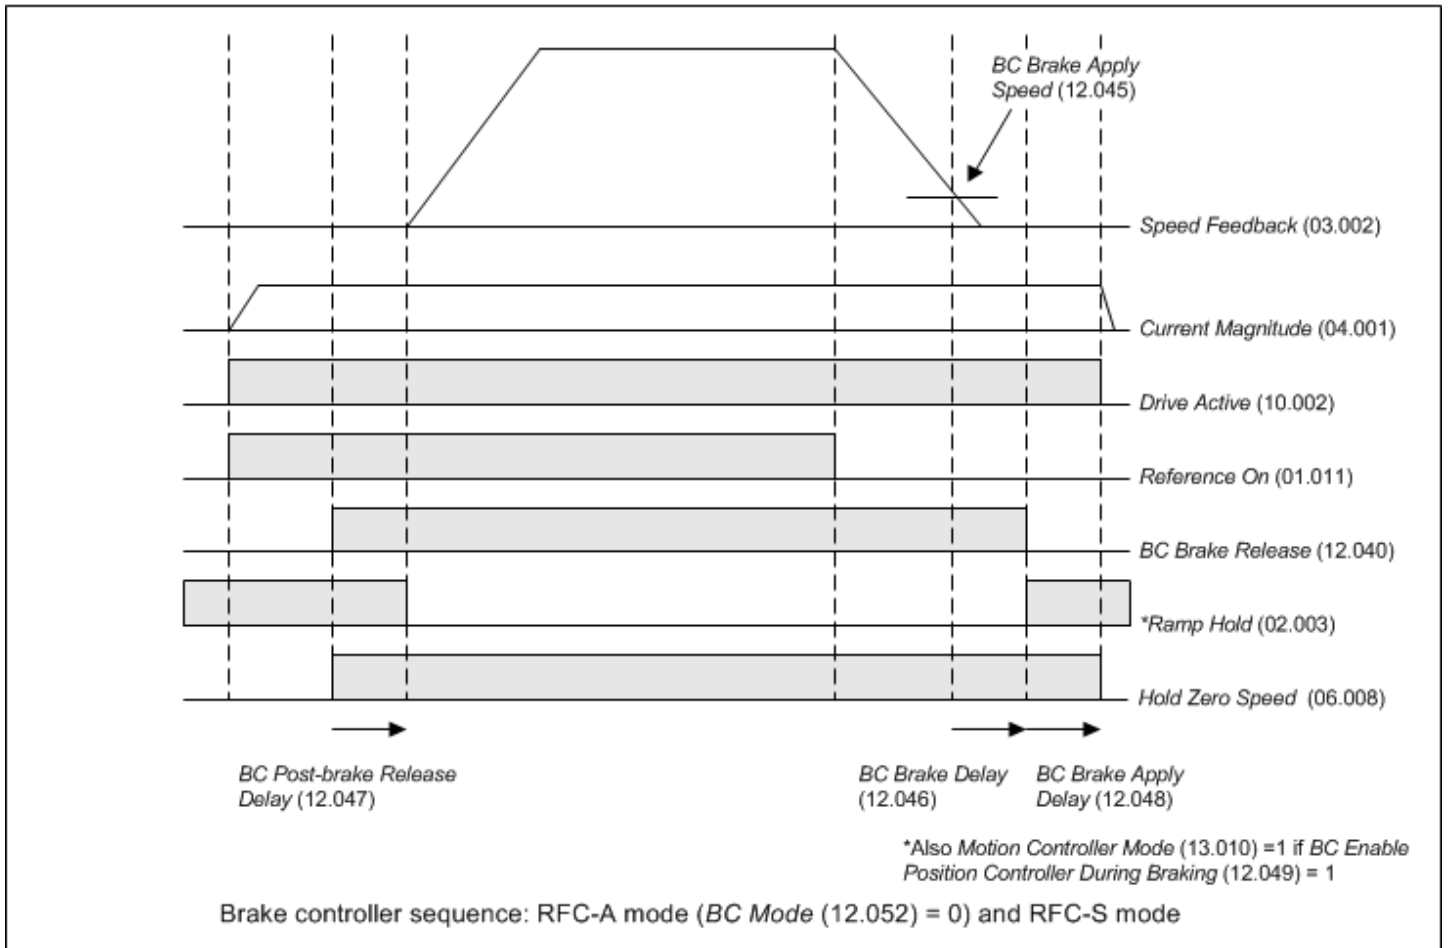 BC Brake Apply
Speed (12.045)
Speed Feedback (03.002)
Current Magnitude (04.001)
Drive Active (10.002)
Reference On (01.011)
BC Brake Release (12.040)
*Ramp Hold (02.003)
Hold Zero Speed (06.008)
BC Post-brake Release
Delay (12.047)
BC Brake Delay
(12.046)
BC Brake Apply
Delay (12.048)
*Also Motion Controller Mode (13.010) =1 if BC Enable
Position Controller During Braking (12.049) = 1
Brake controller sequence: RFC-A mode (BC Mode (12.052) = 0) and RFC-S mode